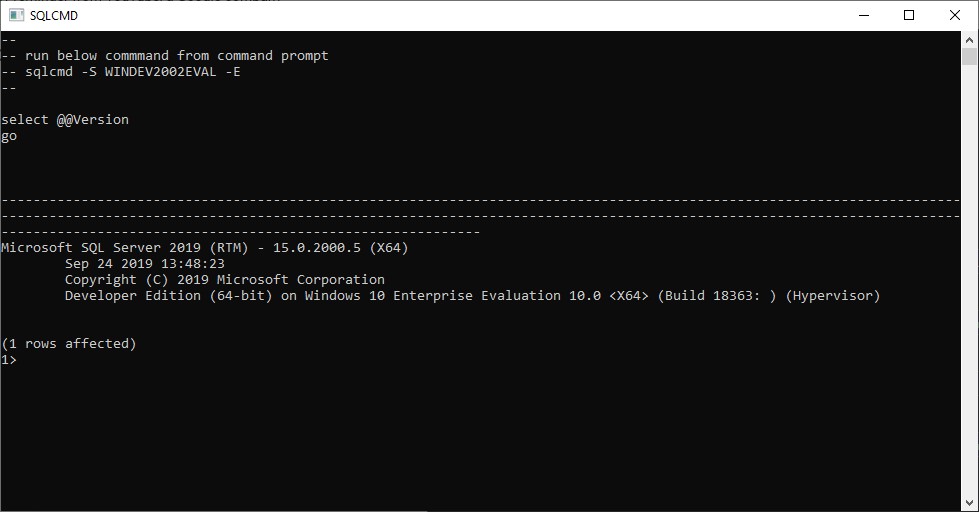 SQLCMD
--
-- run below commmand from command prompt
-- sqlcmd -S WINDEV2002EVAL -E
--
select @@Version
go
------------------------------------------------------------------------------------------------------------------------
------------------------------------------------------------------------------------------------------------------------
------------------------------------------------------------
Microsoft SQL Server 2019 (RTM) - 15.0.2000.5 (X64)
Sep 24 2019 13:48:23
Copyright (C) 2019 Microsoft Corporation
Developer Edition (64-bit) on Windows 10 Enterprise Evaluation 10.0 <X64> (Build 18363: ) (Hypervisor)
(1 rows affected)
1>